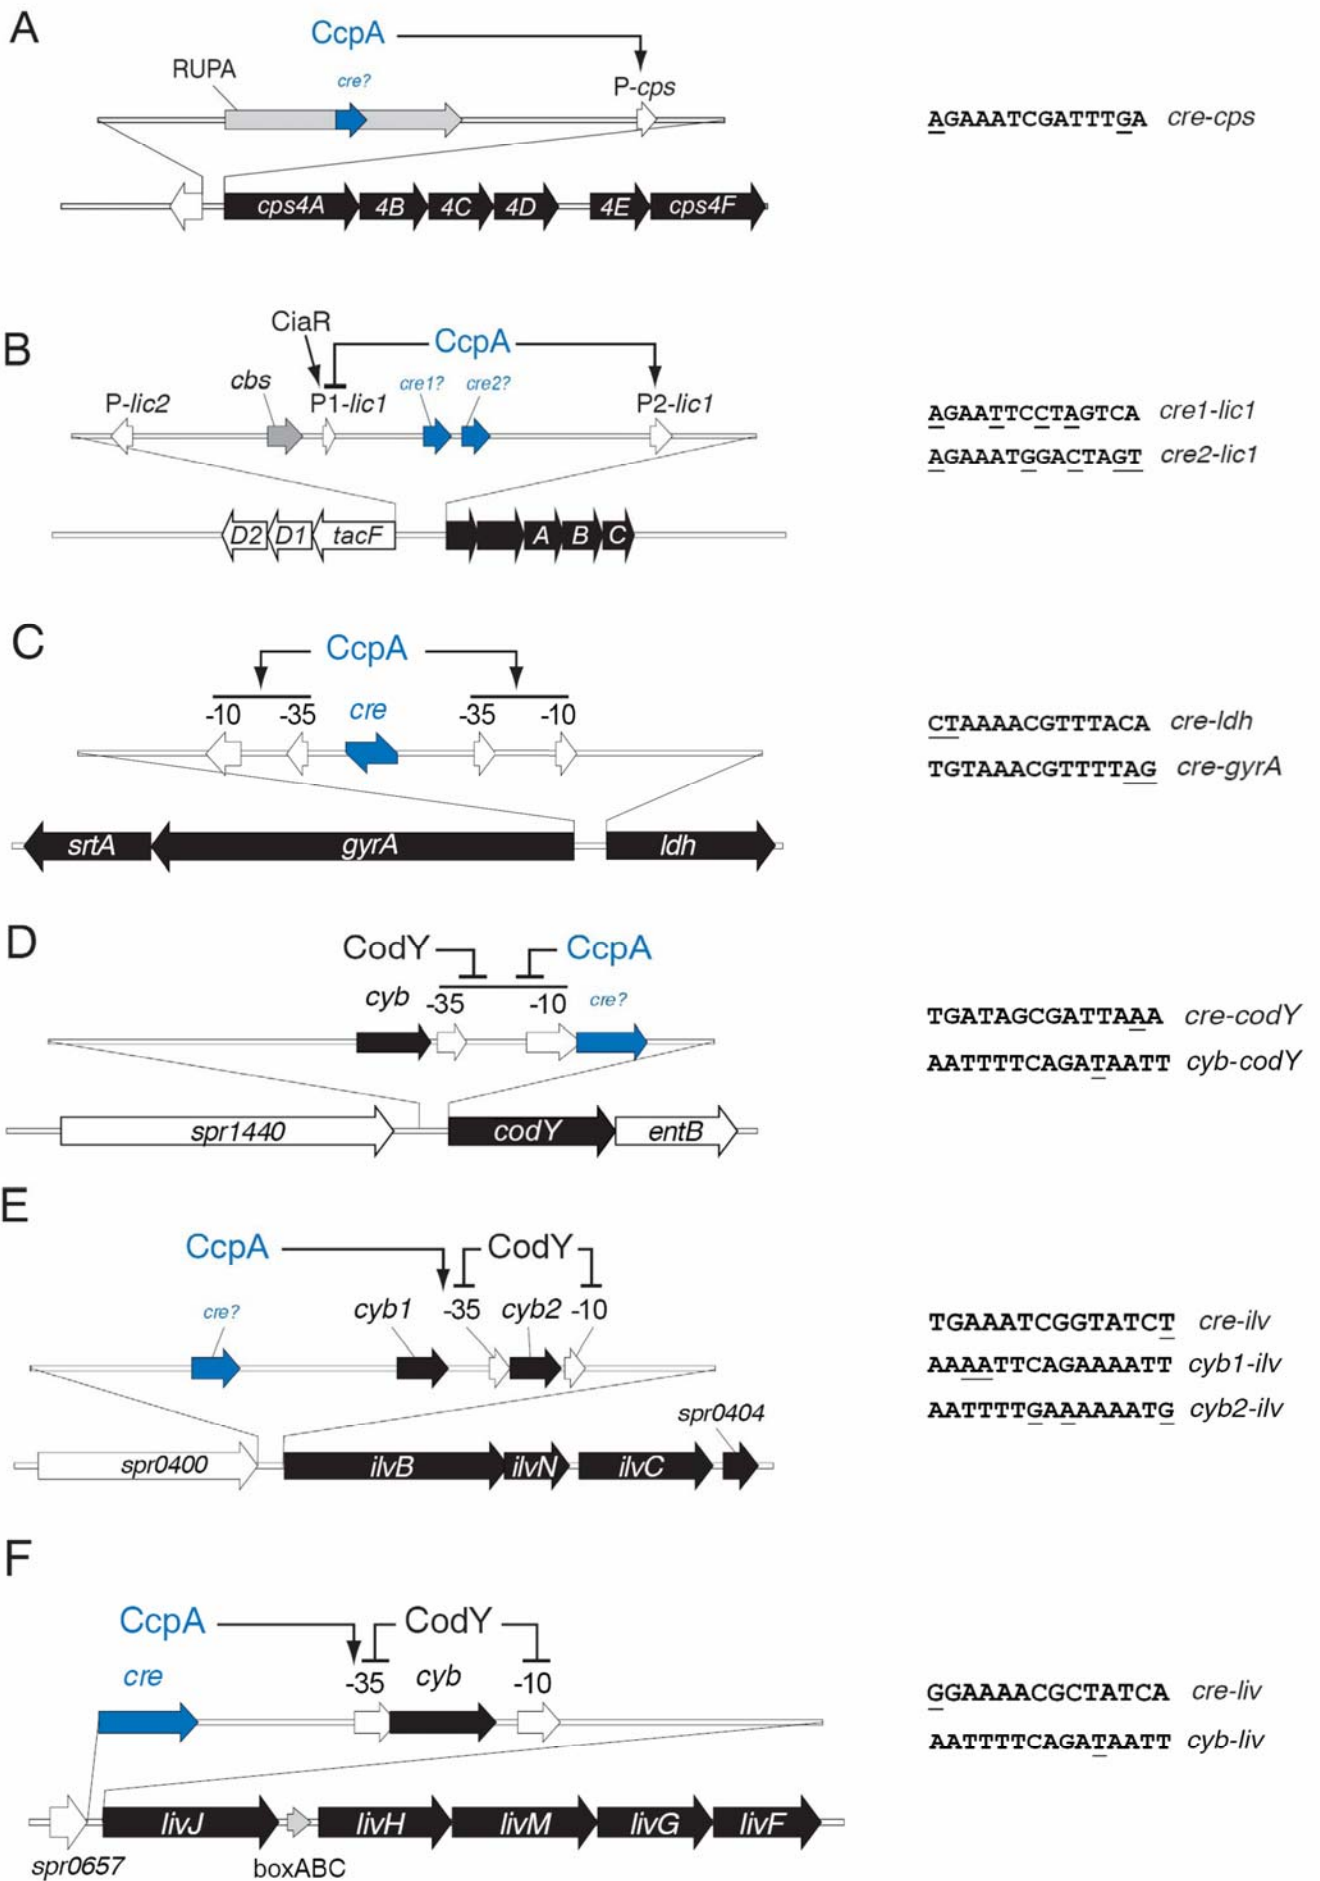 A
CcpA
RUPA
cre?
P-cps
AGAAATCGATTTGA cre-cps
cps4A 4B 4C 4D 4E cps4F
B
CiaR
CcpA
cbs
cre1? cre2?
P-lic2 P1-lic1 P2-lic1
AGAATTCCTAGTCA cre1-lic1
AGAAATGGACTAGT cre2-lic1
D2 D1 tacF A B C
C
CcpA
-10 -35 cre -35 -10
CTAAAACGTTTACA cre-ldh
TGTAAACGTTTTAG cre-gyrA
srtA gyrA ldh
D
CodY CcpA
cyb -35 -10 cre?
TGATAGCGATTAAA cre-codY
AATTTTCAGATAATT cyb-codY
spr1440 codY entB
E
CcpA CodY
cre? cyb1 -35 cyb2 -10
TGAAATCGGTATCT cre-ilv
AAAATTCAGAAAATT cyb1-ilv
AATTTTGAAAAAATG cyb2-ilv
spr0404
spr0400 ilvB ilvN ilvC
F
CcpA CodY
cre -35 cyb -10
GGAAAACGCTATCA cre-liv
AATTTTCAGATAATT cyb-liv
livJ livH livM livG livF
spr0657 boxABC